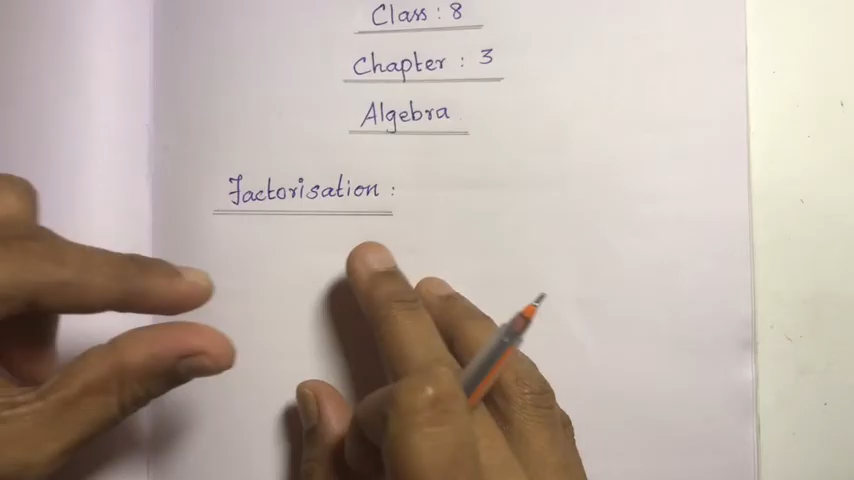 Class : 8
Chapter : 3
Algebra
Factorisation :